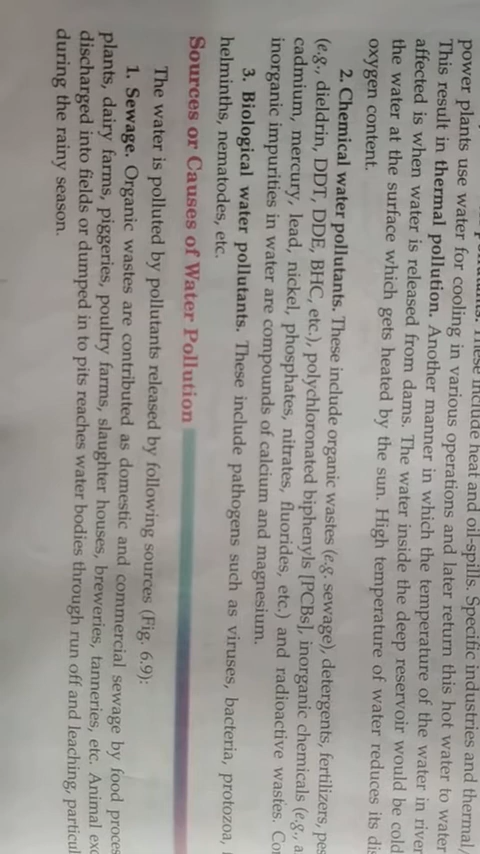 These include heat and oil-spills. Specific industries and thermal
power plants use water for cooling in various operations and later return this hot water to water
This result in thermal pollution. Another manner in which the temperature of the water in river
affected is when water is released from dams. The water inside the deep reservoir would be cold
the water at the surface which gets heated by the sun. High temperature of water reduces its
oxygen content.
2. Chemical water pollutants. These include organic wastes (e.g. sewage), detergents, fertilizers,
(e.g., dieldrin, DDT, DDE, BHC, etc.), polychloronated biphenyls [PCBs], inorganic chemicals (e.g.,
cadmium, mercury, lead, nickel, phosphates, nitrates, fluorides, etc.) and radioactive wastes.
inorganic impurities in water are compounds of calcium and magnesium.
3. Biological water pollutants. These include pathogens such as viruses, bacteria, protozoa,
helminths, nematodes, etc.
Sources or Causes of Water Pollution
The water is polluted by pollutants released by following sources (Fig. 6.9):
1. Sewage. Organic wastes are contributed as domestic and commercial sewage by food
plants, dairy farms, piggeries, poultry farms, slaughter houses, breweries, tanneries, etc. Animal
discharged into fields or dumped in to pits reaches water bodies through run off and leaching,
during the rainy season.